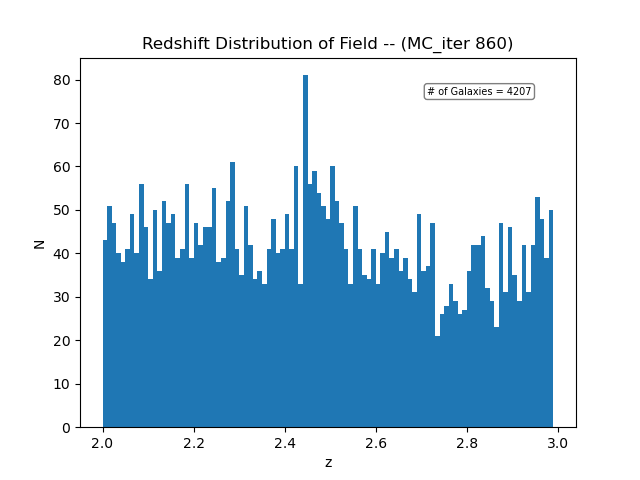 Redshift Distribution of Field -- (MC_iter 860)
# of Galaxies = 4207
80
70
60
50
40
30
20
10
0
N
2.0 2.2 2.4 2.6 2.8 3.0
z